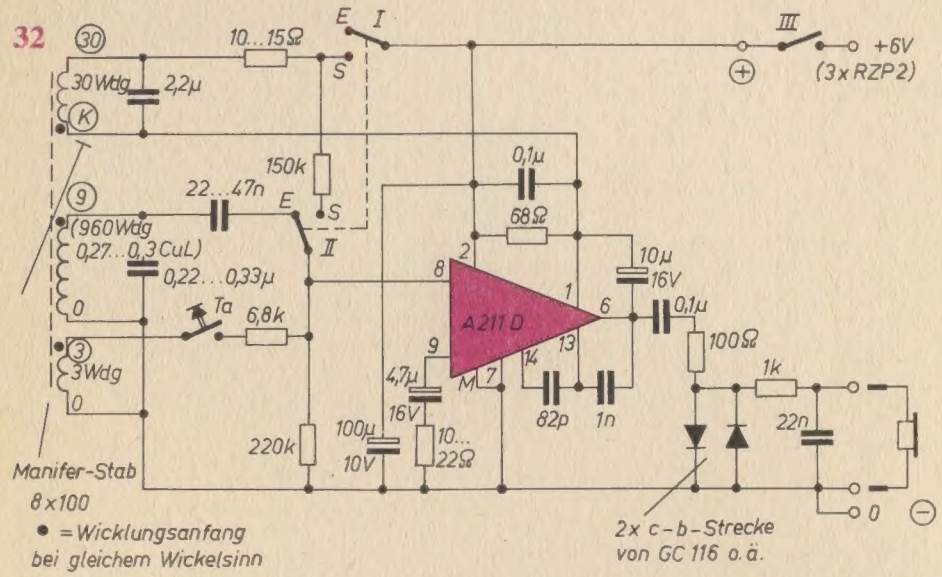 32
30
10...15Ω
E
I
S
III
+6V
(3xRZP2)
+
30Wdg
2,2µ
K
150k
0,1µ
68Ω
9
22...47n
E
S
II
(960Wdg
0,27...0,3CuL)
0,22...0,33µ
0
Ta
6,8k
8
2
1
10µ
16V
A211D
6
0,1µ
100Ω
9
14
13
M
7
3
3Wdg
0
4,7µ
16V
82p
1n
1k
22n
220k
100µ
10V
10...
22Ω
Manifer-Stab
8x100
• =Wicklungsanfang
bei gleichem Wickelsinn
2x c-b-Strecke
von GC 116 o.ä.
0
−